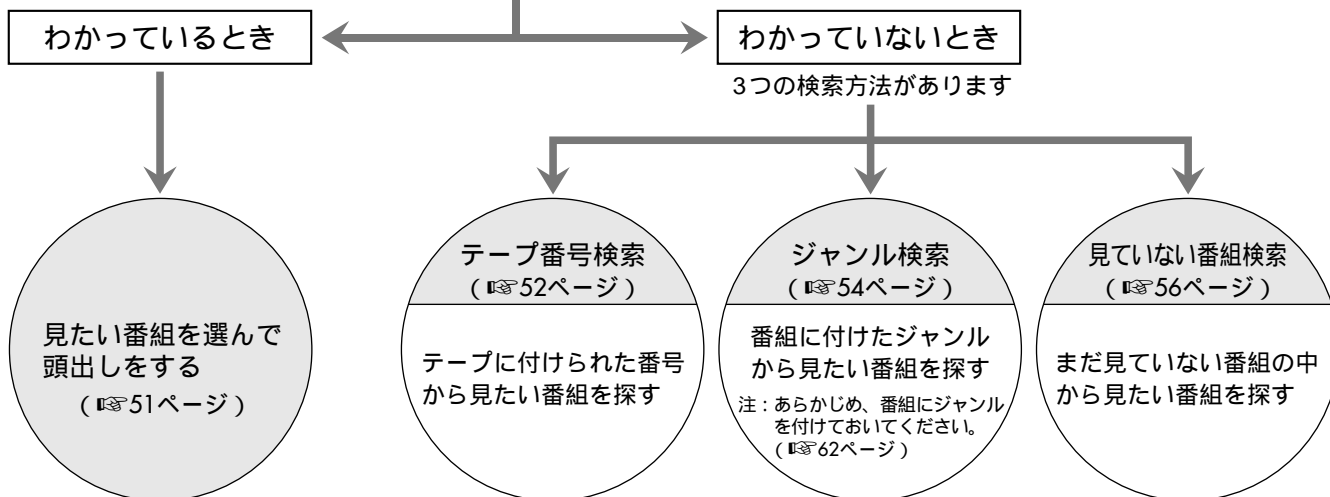 わかっているとき
わかっていないとき
3つの検索方法があります
見たい番組を選んで
頭出しをする
(☞51ページ)
テープ番号検索
(☞52ページ)
テープに付けられた番号
から見たい番組を探す
ジャンル検索
(☞54ページ)
番組に付けたジャンル
から見たい番組を探す
注:あらかじめ、番組にジャンル
を付けておいてください。
(☞62ページ)
見ていない番組検索
(☞56ページ)
まだ見ていない番組の中
から見たい番組を探す